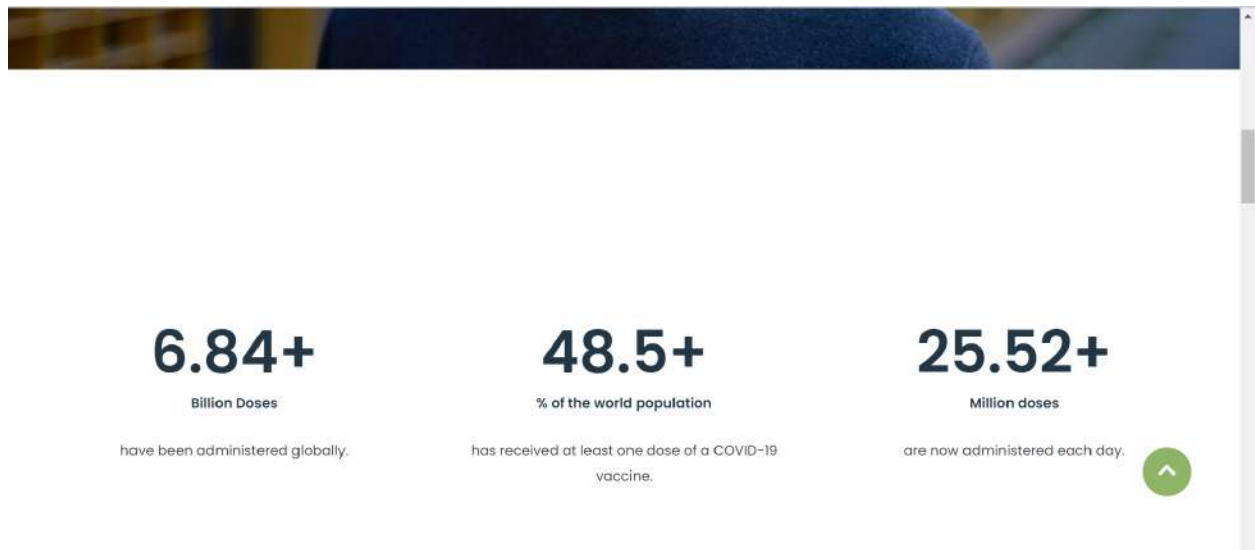 6.84+
Billion Doses
have been administered globally.
48.5+
% of the world population
has received at least one dose of a COVID-19
vaccine.
25.52+
Million doses
are now administered each day.